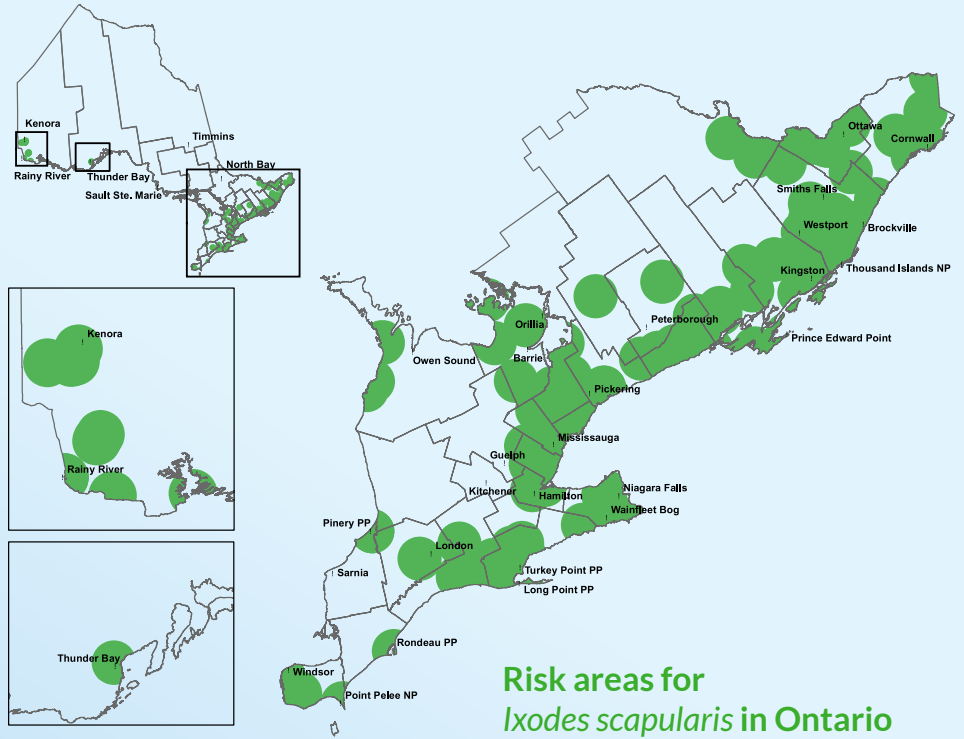 Kenora
Timmins
North Bay
Rainy River
Thunder Bay
Sault Ste. Marie
Kenora
Rainy River
Thunder Bay
Ottawa
Cornwall
Smiths Falls
Westport
Brockville
Kingston
Thousand Islands NP
Orillia
Peterborough
Prince Edward Point
Owen Sound
Barrie
Pickering
Mississauga
Guelph
Kitchener
Hamilton
Niagara Falls
Wainfleet Bog
Pinery PP
London
Sarnia
Turkey Point PP
Long Point PP
Rondeau PP
Windsor
Point Pelee NP
Risk areas for
Ixodes scapularis in Ontario